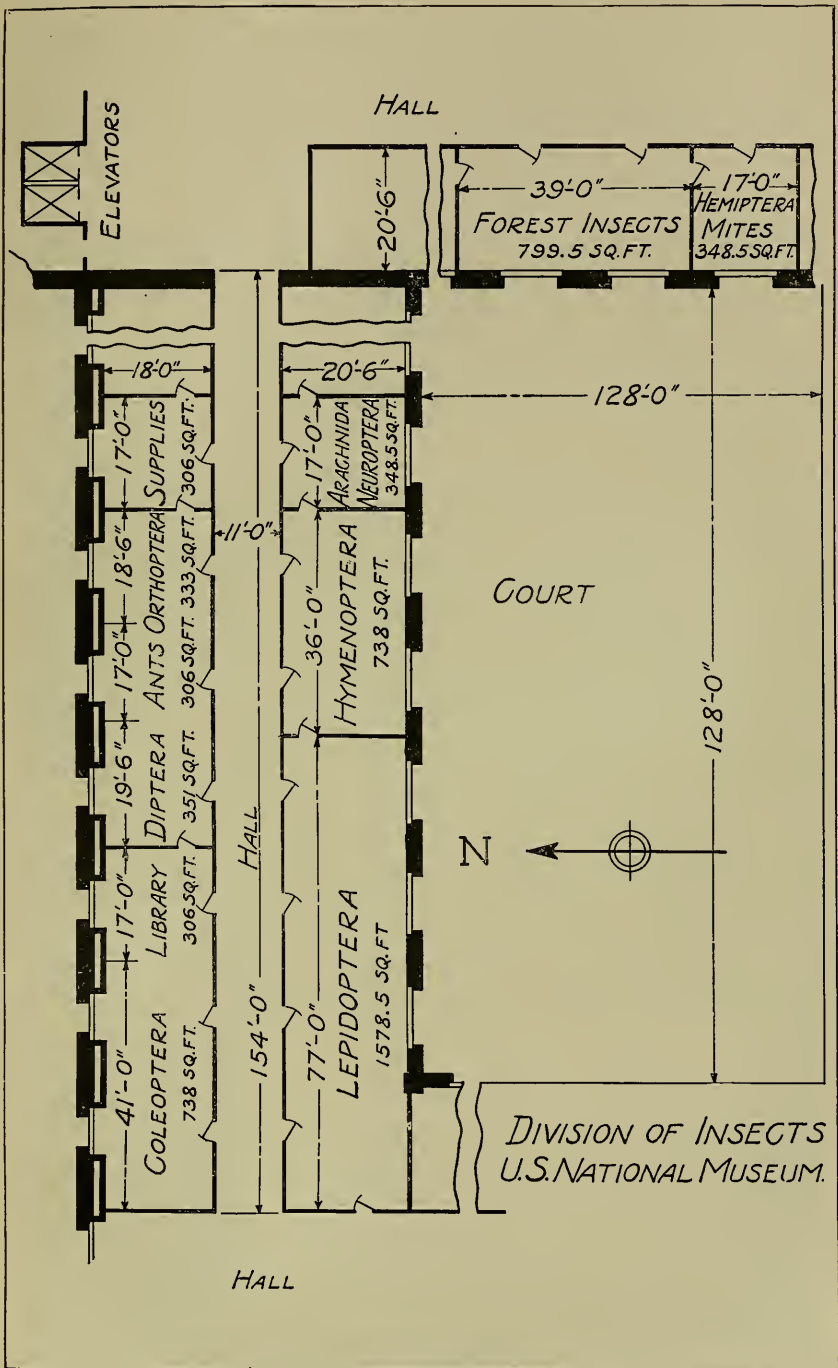 HALL
ELEVATORS
20'-6"
39'-0"
FOREST INSECTS
799.5 SQ.FT.
17'-0"
HEMIPTERA
MITES
348.5 SQ.FT.
18'-0"
20'-6"
128'-0"
17'-0"
SUPPLIES
306 SQ.FT.
17'-0"
ARACHNIDA
NEUROPTERA
348.5 SQ.FT.
11'-0"
18'-6"
ORTHOPTERA
333 SQ.FT.
36'-0"
HYMENOPTERA
738 SQ.FT.
COURT
17'-0"
ANTS
306 SQ.FT.
128'-0"
19'-6"
DIPTERA
351 SQ.FT.
HALL
N
17'-0"
LIBRARY
306 SQ.FT.
41'-0"
COLEOPTERA
738 SQ.FT.
154'-0"
77'-0"
LEPIDOPTERA
1578.5 SQ.FT
DIVISION OF INSECTS
U.S. NATIONAL MUSEUM.
HALL